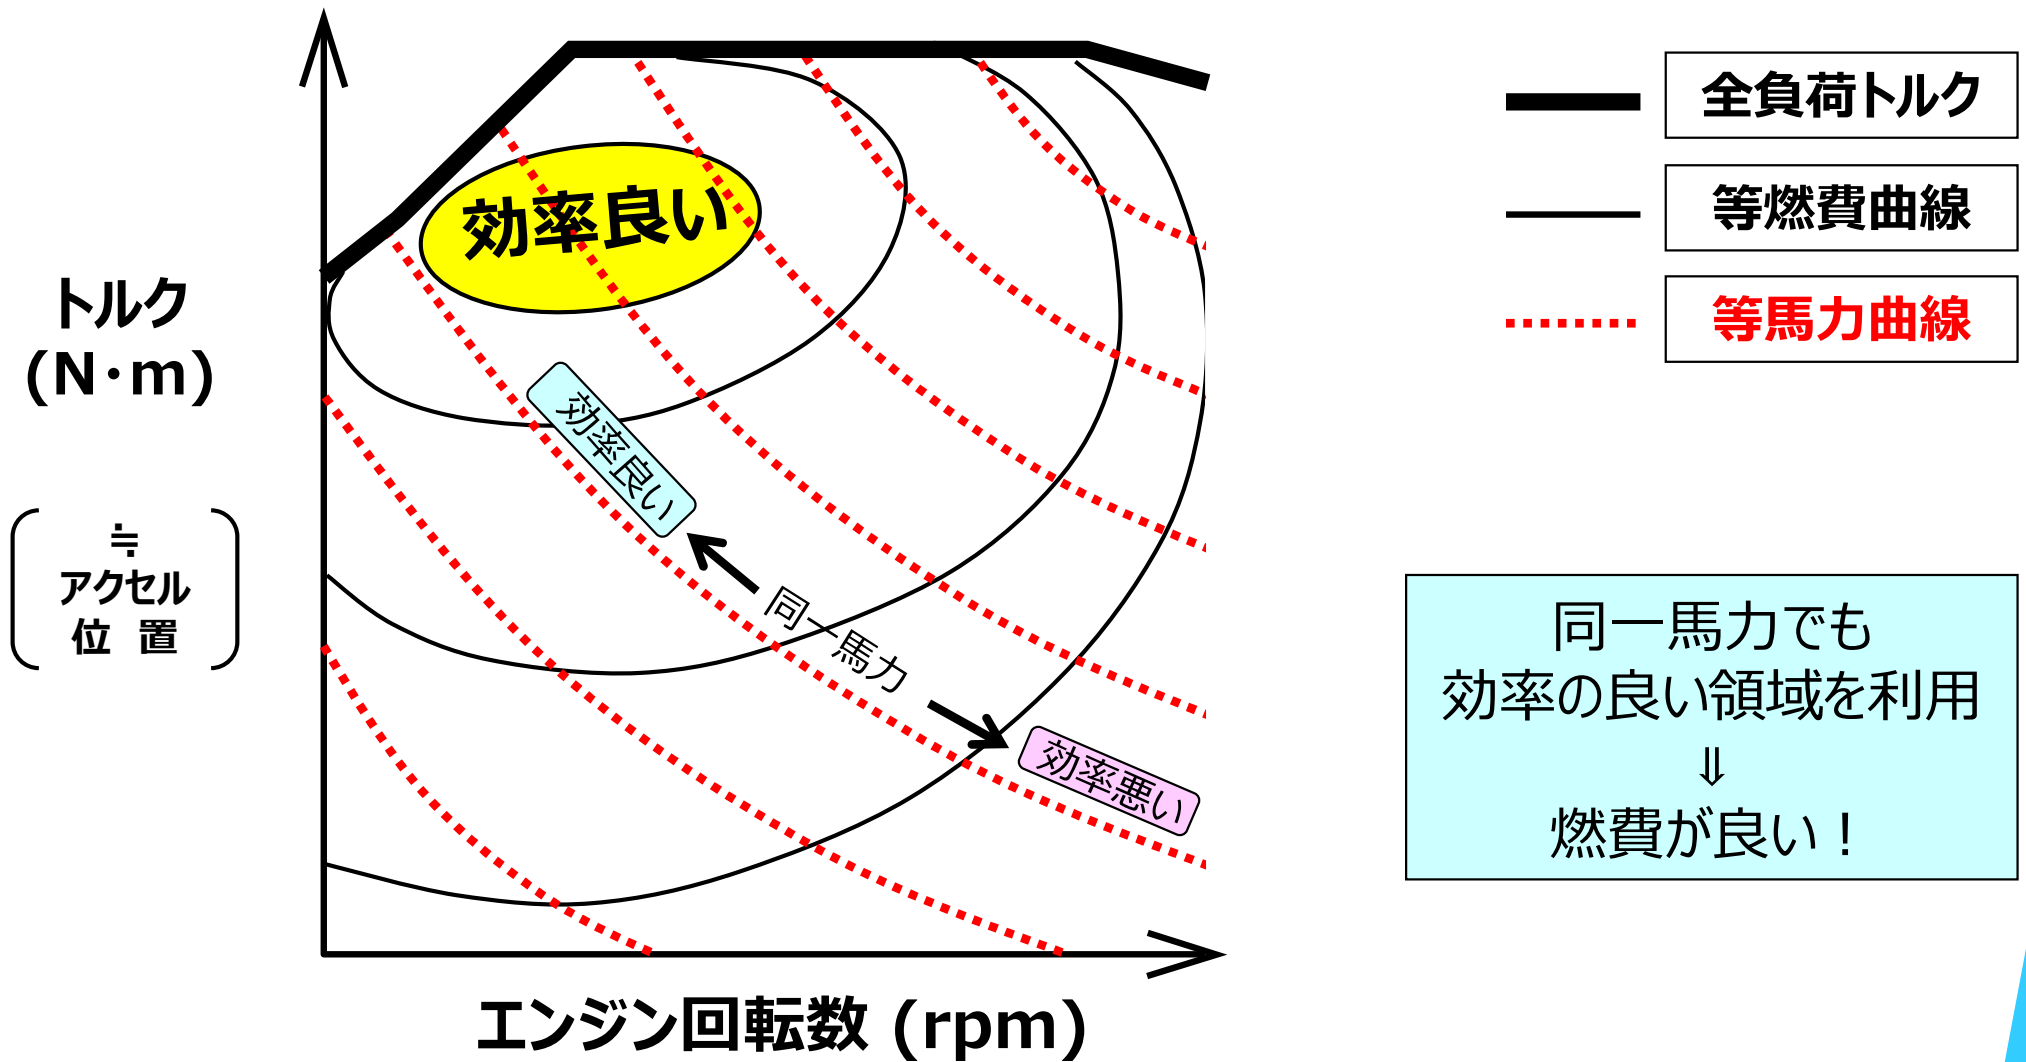 全負荷トルク
等燃費曲線
等馬力曲線
効率良い
トルク
(N・m)
効率良い
≒
アクセル
位 置
同一馬力
効率悪い
同一馬力でも
効率の良い領域を利用
⇓
燃費が良い！
エンジン回転数 (rpm)